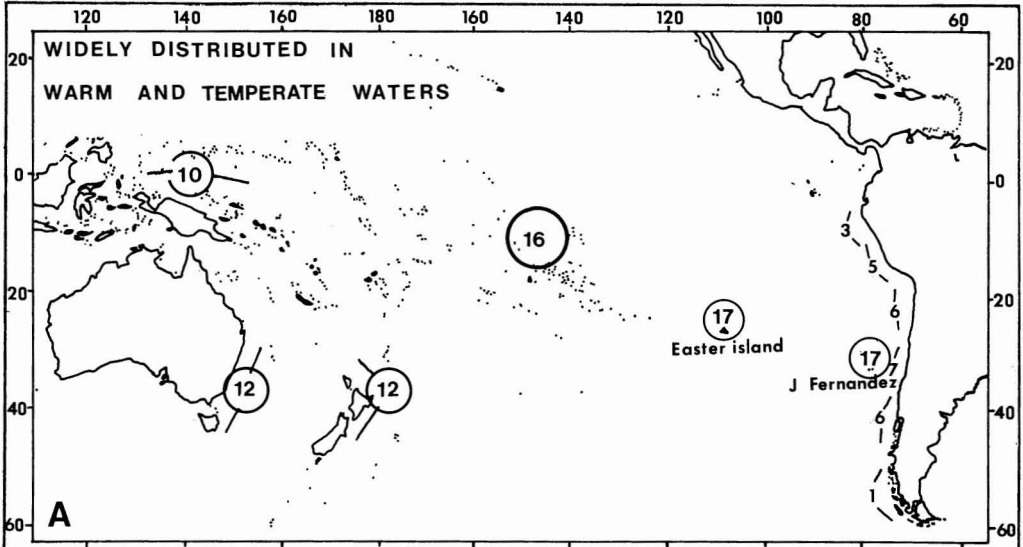 120 140 160 180 160 140 120 100 80 60
WIDELY DISTRIBUTED IN
20 20
WARM AND TEMPERATE WATERS
10
0 0
3
16
5
20 20
6
17
Easter island
17
7
J Fernandez
12 12
40 40
6
1
A
60 60